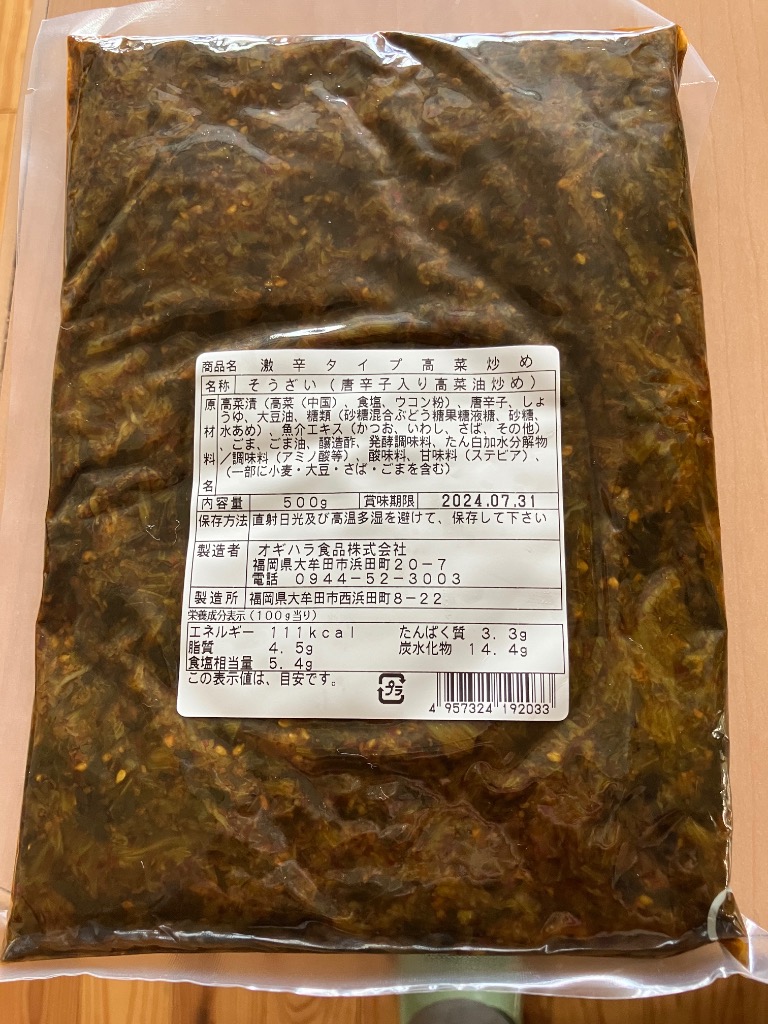 商品名 激辛タイプ高菜炒め
名称 そうざい(唐辛子入り高菜油炒め)
原材料名
高菜漬(高菜(中国)、食塩、ウコン粉)、唐辛子、しょ
うゆ、大豆油、糖類(砂糖混合ぶどう糖果糖液糖、砂糖、
水あめ)、魚介エキス(かつお、いわし、さば、その他)
、ごま、ごま油、醸造酢、発酵調味料、たん白加水分解物
/調味料(アミノ酸等)、酸味料、甘味料(ステビア)、
(一部に小麦・大豆・さば・ごまを含む)
内容量 500g 賞味期限 2024.07.31
保存方法 直射日光及び高温多湿を避けて、保存して下さい
製造者 オギハラ食品株式会社
福岡県大牟田市浜田町20-7
電話 0944-52-3003
製造所 福岡県大牟田市西浜田町8-22
栄養成分表示(100g当り)
エネルギー 111kcal たんぱく質 3.3g
脂質 4.5g 炭水化物 14.4g
食塩相当量 5.4g
この表示値は、目安です。
プラ
4 957324 192033